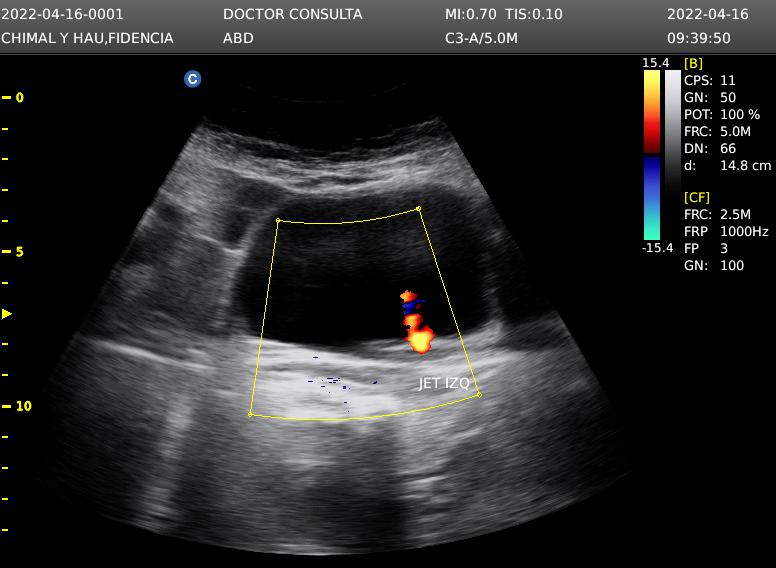 2022-04-16-0001 DOCTOR CONSULTA MI:0.70 TIS:0.10 2022-04-16
CHIMAL Y HAU,FIDENCIA ABD C3-A/5.0M 09:39:50
C
15.4 [B]
CPS: 11
GN: 50
POT: 100 %
FRC: 5.0M
DN: 66
d: 14.8 cm
[CF]
FRC: 2.5M
FRP 1000Hz
-15.4 FP 3
GN: 100
0
5
10
JET IZQ